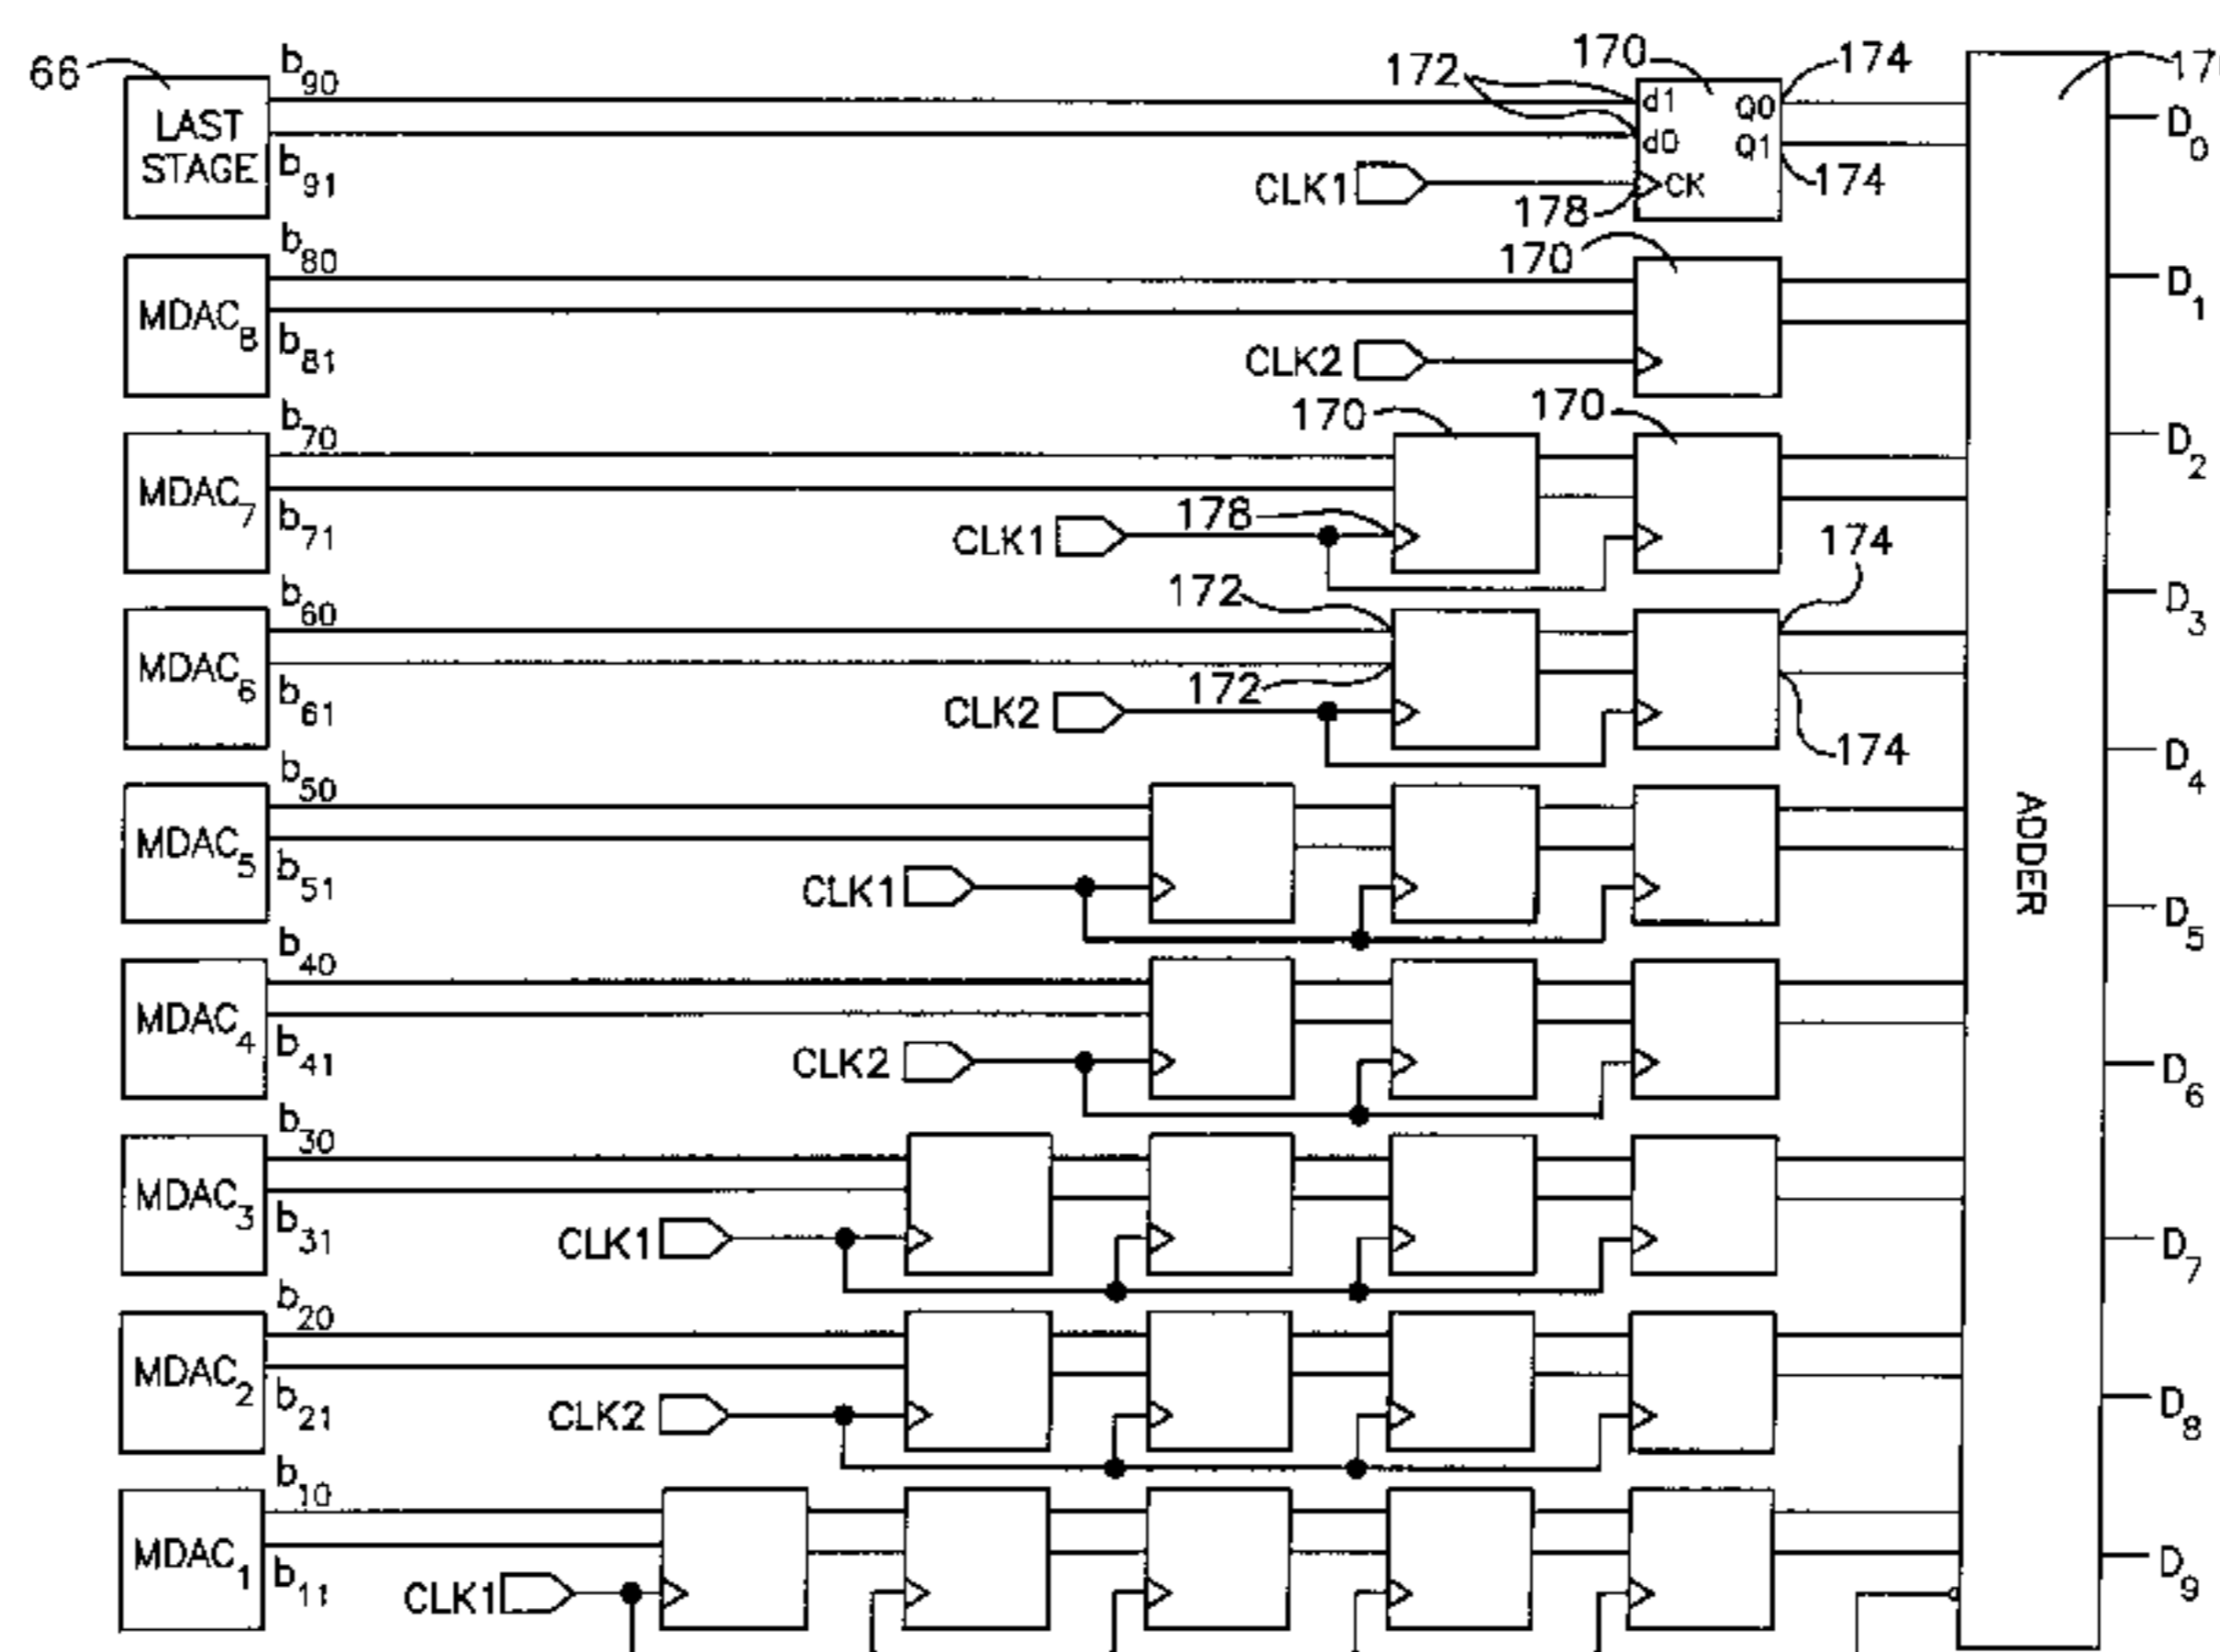 66
LAST
STAGE
b90
b91
172
170
174
d1
d0
Q0
Q1
CK
CLK1
178
174
D0
MDAC8
b80
b81
170
CLK2
D1
MDAC7
b70
b71
170
170
178
CLK1
D2
MDAC6
b60
b61
172
172
174
174
CLK2
D3
MDAC5
b50
b51
CLK1
D4
ADDER
D5
MDAC4
b40
b41
CLK2
D6
MDAC3
b30
b31
CLK1
D7
MDAC2
b20
b21
CLK2
D8
MDAC1
b10
b11
CLK1
D9